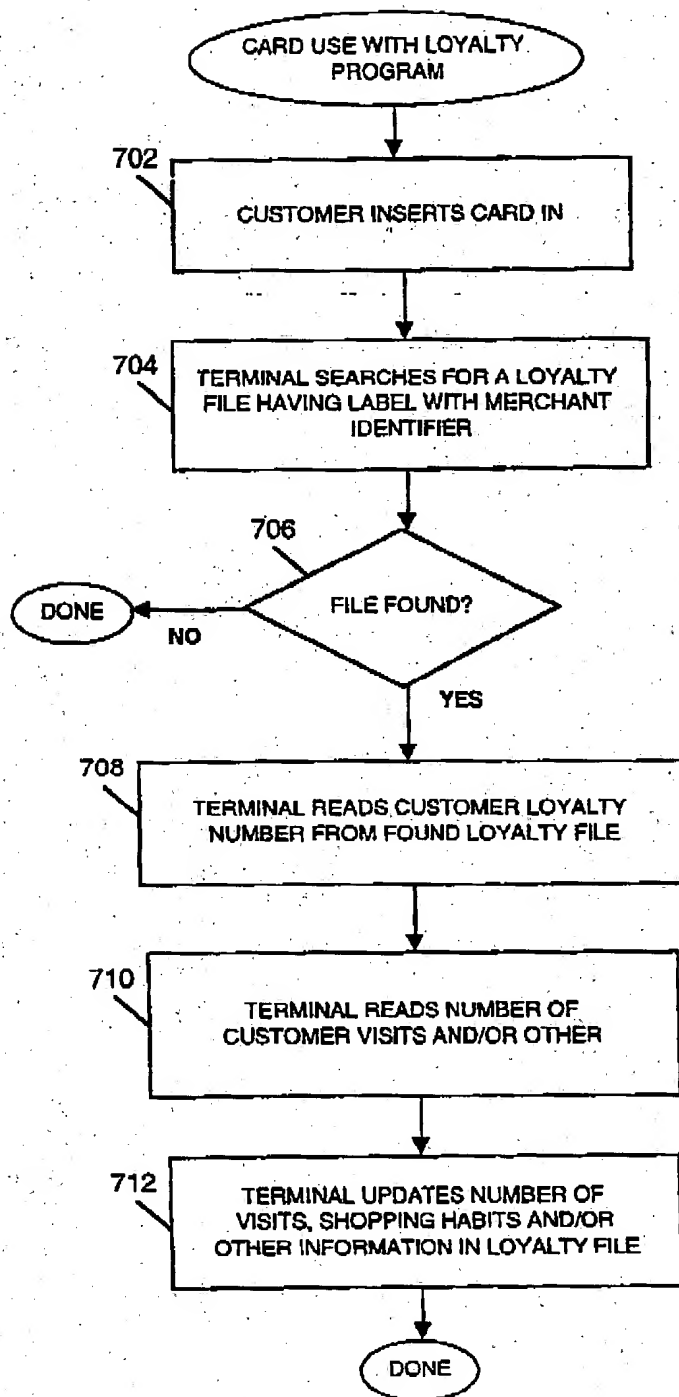 CARD USE WITH LOYALTY
PROGRAM
702
CUSTOMER INSERTS CARD IN
704
TERMINAL SEARCHES FOR A LOYALTY
FILE HAVING LABEL WITH MERCHANT
IDENTIFIER
706
FILE FOUND?
DONE
NO
YES
708
TERMINAL READS CUSTOMER LOYALTY
NUMBER FROM FOUND LOYALTY FILE
710
TERMINAL READS NUMBER OF
CUSTOMER VISITS AND/OR OTHER
712
TERMINAL UPDATES NUMBER OF
VISITS, SHOPPING HABITS AND/OR
OTHER INFORMATION IN LOYALTY FILE
DONE